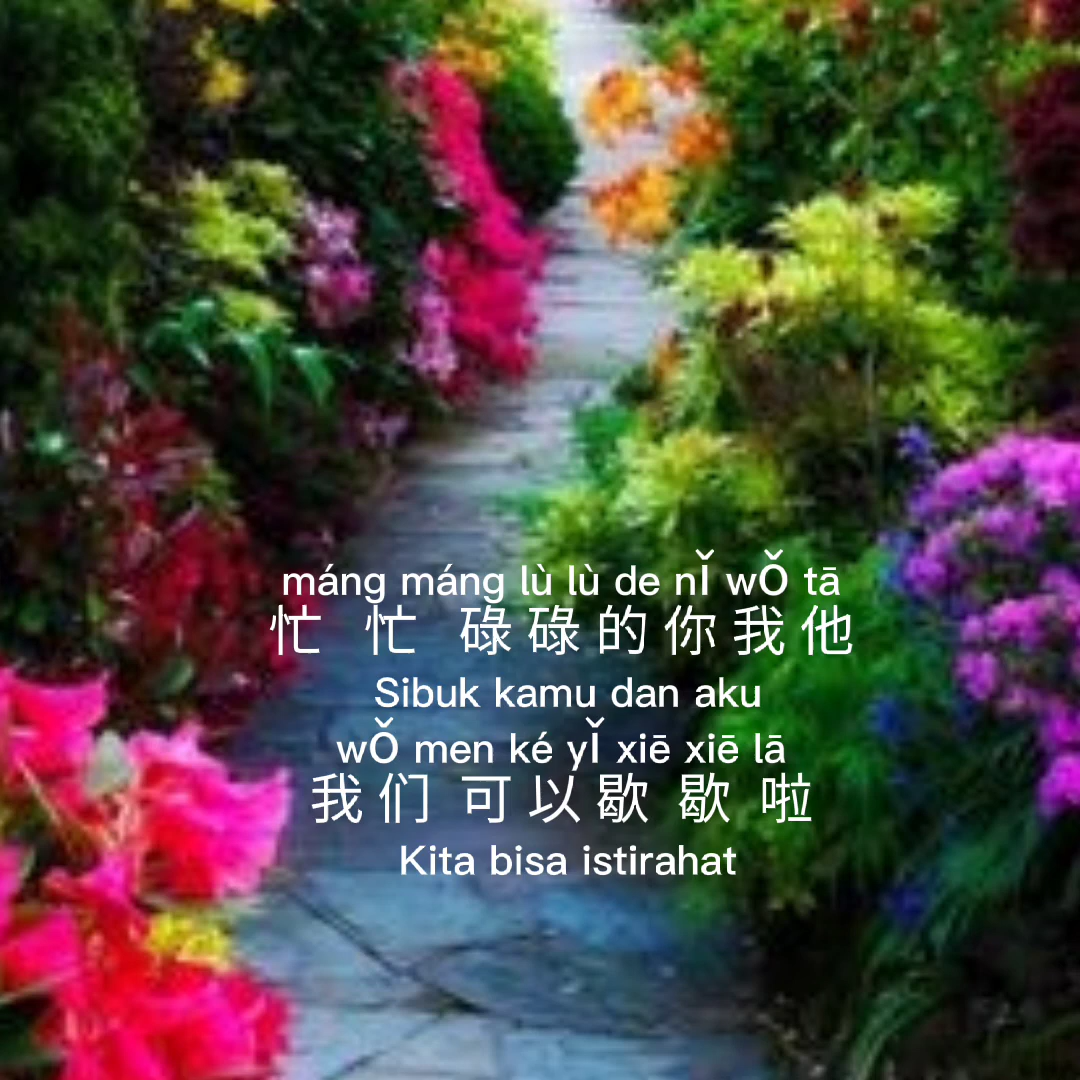 máng máng lù lù de nǏ wǑ tā
忙 忙 碌 碌 的 你 我 他
Sibuk kamu dan aku
wǑ men ké yǏ xiē xiē lā
我 们 可 以 歇 歇 啦
Kita bisa istirahat